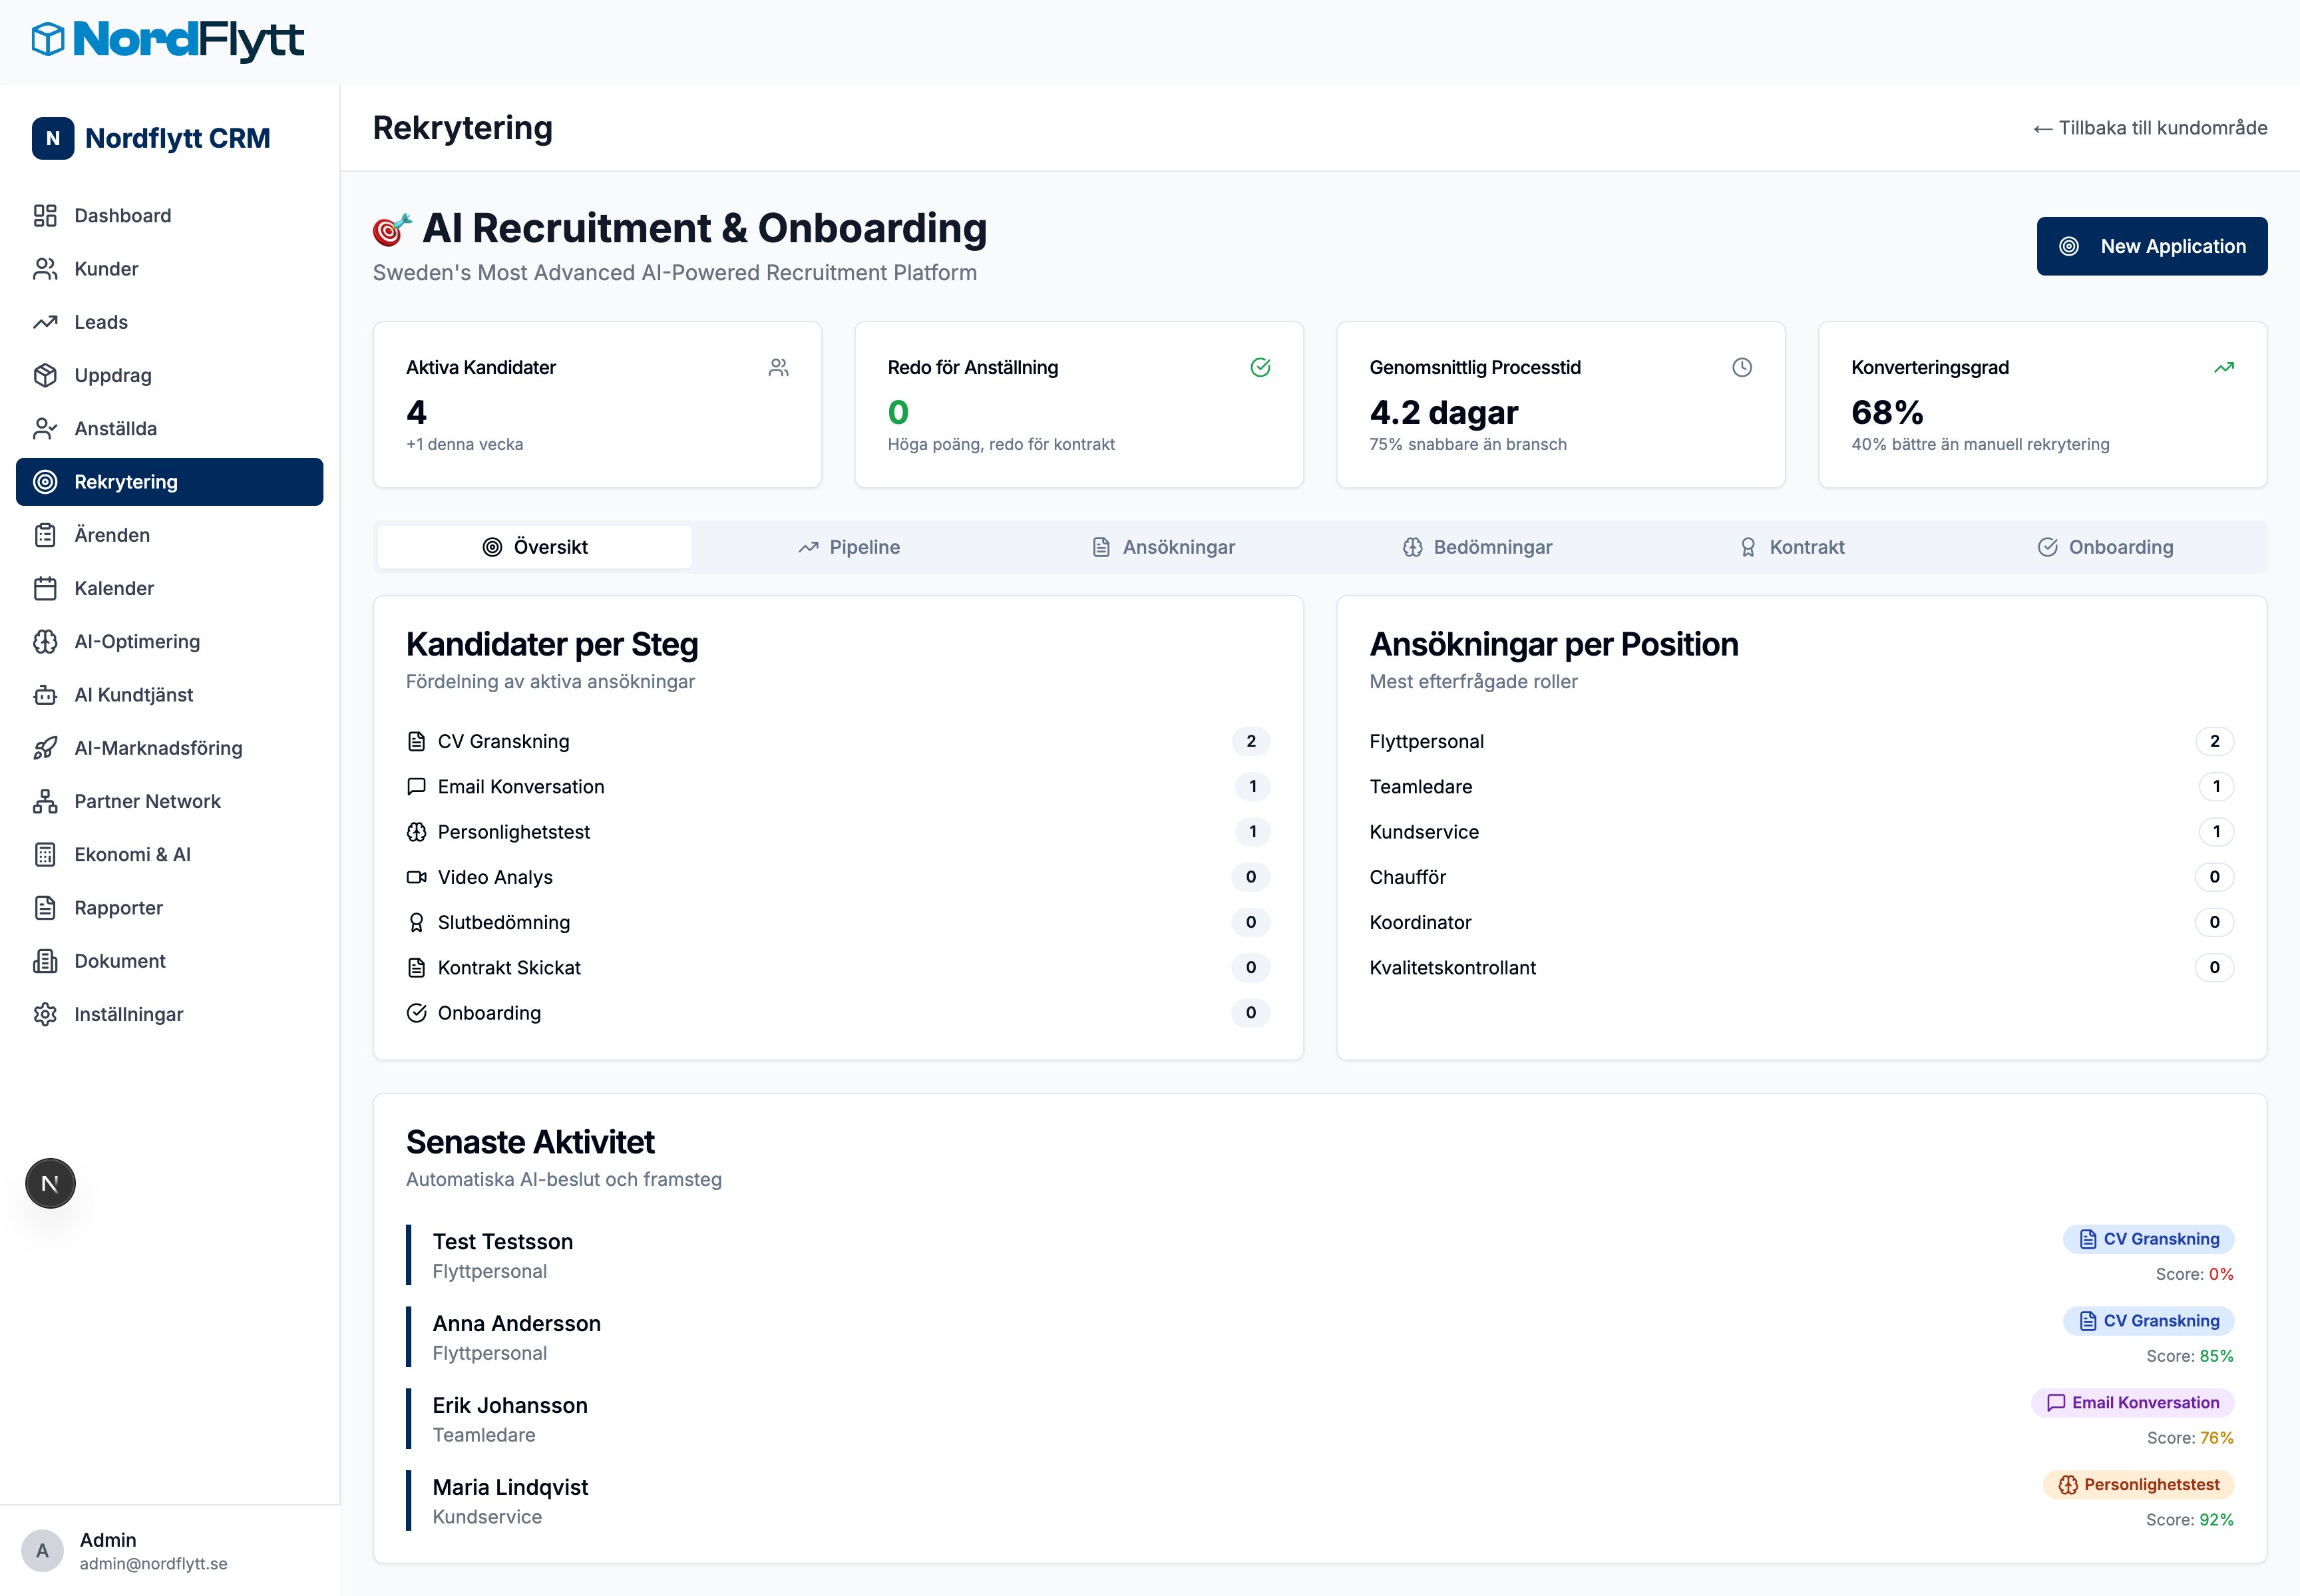 NordFlytt
N Nordflytt CRM
Dashboard
Kunder
Leads
Uppdrag
Anställda
Rekrytering
Ärenden
Kalender
AI-Optimering
AI Kundtjänst
AI-Marknadsföring
Partner Network
Ekonomi & AI
Rapporter
Dokument
Inställningar
N
A
Admin
admin@nordflytt.se
Rekrytering
← Tillbaka till kundområde
🎯 AI Recruitment & Onboarding
Sweden's Most Advanced AI-Powered Recruitment Platform
New Application
Aktiva Kandidater
4
+1 denna vecka
Redo för Anställning
0
Höga poäng, redo för kontrakt
Genomsnittlig Processtid
4.2 dagar
75% snabbare än bransch
Konverteringsgrad
68%
40% bättre än manuell rekrytering
Översikt
Pipeline
Ansökningar
Bedömningar
Kontrakt
Onboarding
Kandidater per Steg
Fördelning av aktiva ansökningar
CV Granskning 2
Email Konversation 1
Personlighetstest 1
Video Analys 0
Slutbedömning 0
Kontrakt Skickat 0
Onboarding 0
Ansökningar per Position
Mest efterfrågade roller
Flyttpersonal 2
Teamledare 1
Kundservice 1
Chaufför 0
Koordinator 0
Kvalitetskontrollant 0
Senaste Aktivitet
Automatiska AI-beslut och framsteg
Test Testsson
Flyttpersonal
CV Granskning
Score: 0%
Anna Andersson
Flyttpersonal
CV Granskning
Score: 85%
Erik Johansson
Teamledare
Email Konversation
Score: 76%
Maria Lindqvist
Kundservice
Personlighetstest
Score: 92%